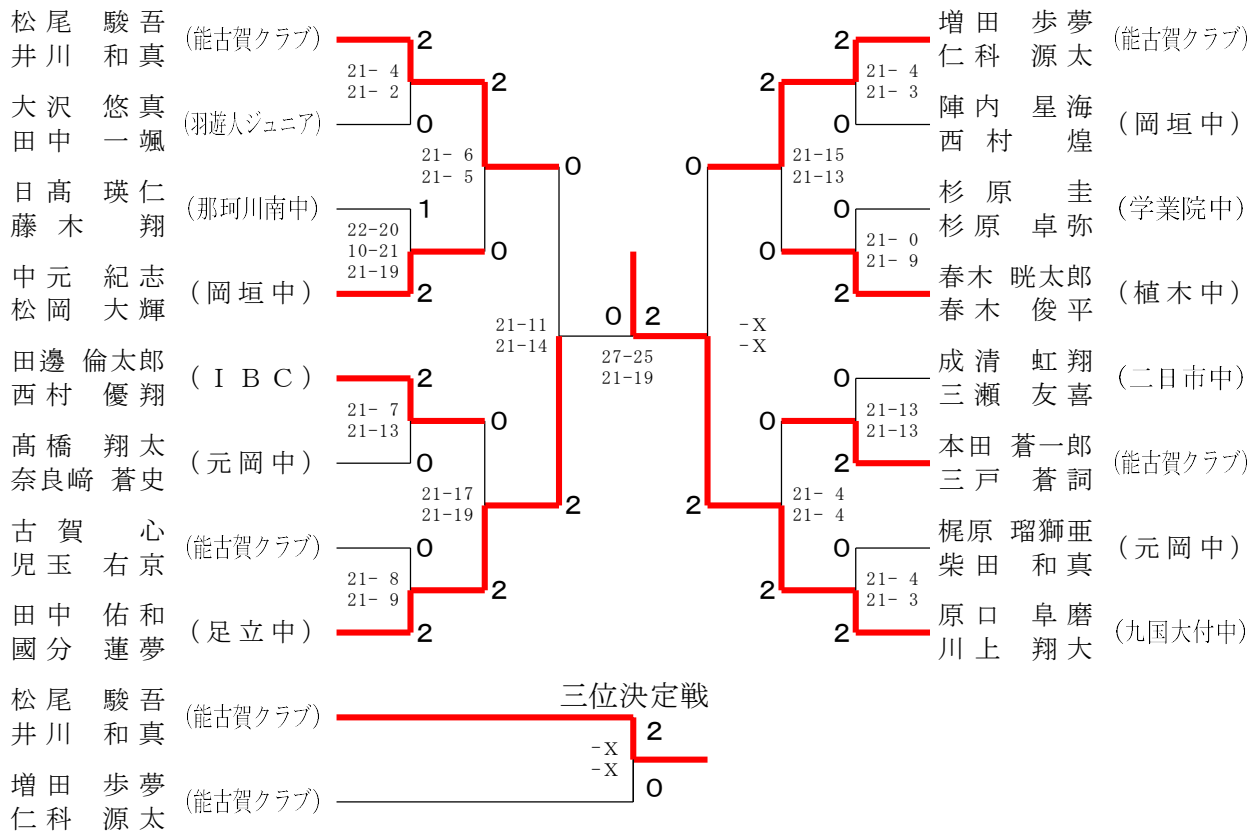 松尾 駿吾
井川 和真
(能古賀クラブ)
2
21- 4
21- 2
大沢 悠真
田中 一颯
(羽遊人ジュニア)
0
2
21- 6
21- 5
日髙 瑛仁
藤木 翔
(那珂川南中)
1
22-20
10-21
21-19
中元 紀志
松岡 大輝
(岡垣中)
2
0
0
21-11
21-14
田邊 倫太郎
西村 優翔
(ＩＢＣ)
2
21- 7
21-13
髙橋 翔太
奈良﨑 蒼史
(元岡中)
0
0
21-17
21-19
古賀 心
児玉 右京
(能古賀クラブ)
0
21- 8
21- 9
田中 佑和
國分 蓮夢
(足立中)
2
2
2
0 2
27-25
21-19
増田 歩夢
仁科 源太
(能古賀クラブ)
2
21- 4
21- 3
陣内 星海
西村 煌
(岡垣中)
0
2
21-15
21-13
杉原 圭
杉原 卓弥
(学業院中)
0
21- 0
21- 9
春木 晄太郎
春木 俊平
(植木中)
2
0
0
-X
-X
成清 虹翔
三瀬 友喜
(二日市中)
0
21-13
21-13
本田 蒼一郎
三戸 蒼詞
(能古賀クラブ)
2
0
21- 4
21- 4
梶原 瑠獅亜
柴田 和真
(元岡中)
0
21- 4
21- 3
原口 阜磨
川上 翔大
(九国大付中)
2
2
2
三位決定戦
松尾 駿吾
井川 和真
(能古賀クラブ)
2
-X
-X
増田 歩夢
仁科 源太
(能古賀クラブ)
0